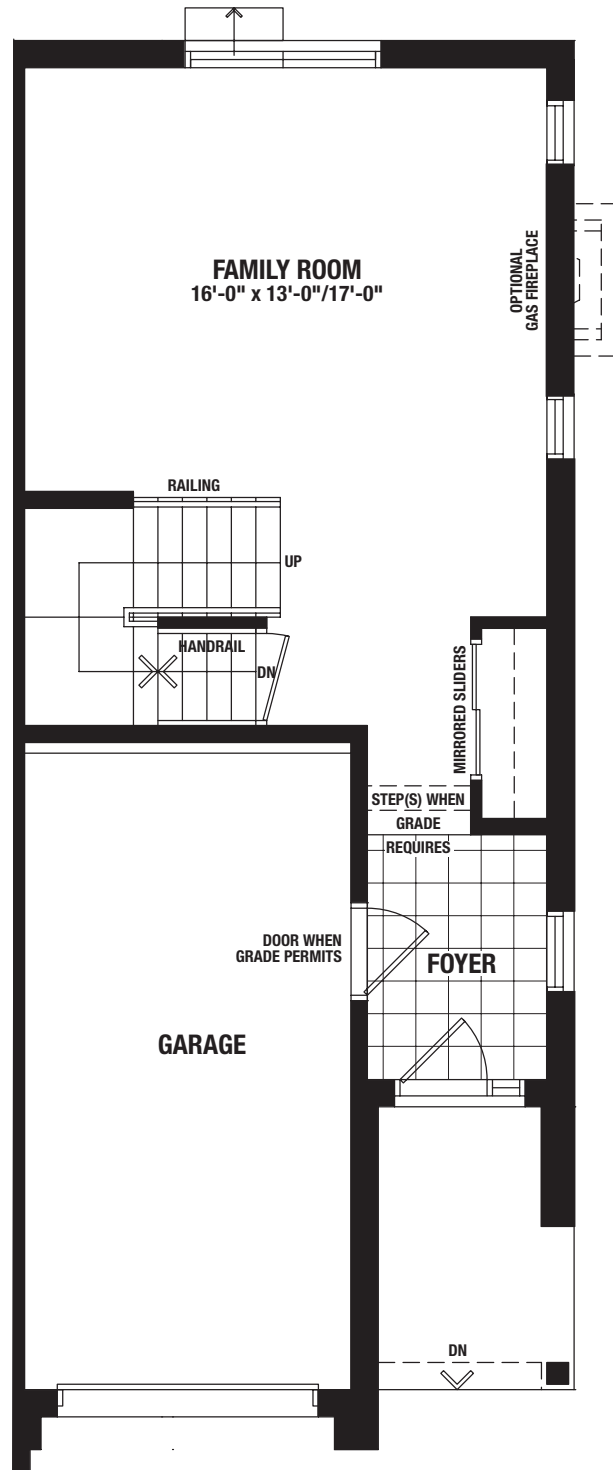 FAMILY ROOM
16'-0" x 13'-0"/17'-0"
OPTIONAL
GAS FIREPLACE
RAILING
UP
HANDRAIL
DN
MIRRORED SLIDERS
STEP(S) WHEN
GRADE
REQUIRES
DOOR WHEN
GRADE PERMITS
FOYER
GARAGE
DN